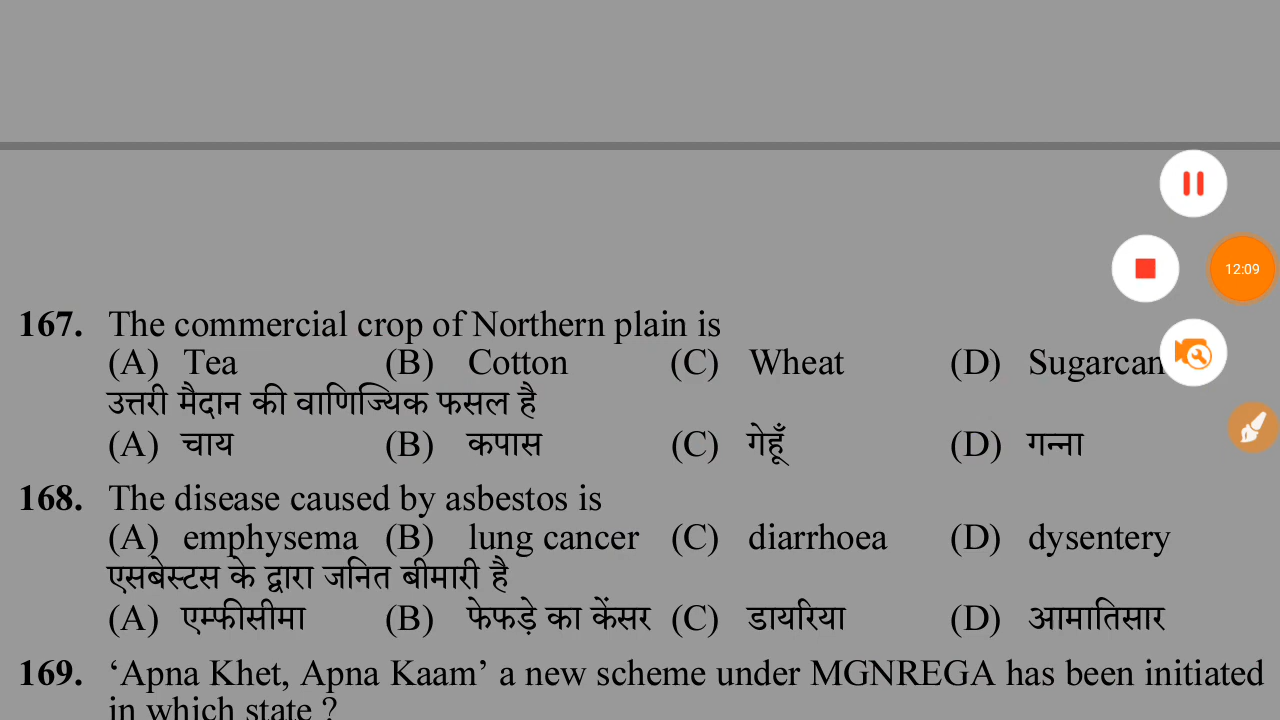 12:09
167. The commercial crop of Northern plain is
(A) Tea (B) Cotton (C) Wheat (D) Sugarcan
उत्तरी मैदान की वाणिज्यिक फसल है
(A) चाय (B) कपास (C) गेहूँ (D) गन्ना
168. The disease caused by asbestos is
(A) emphysema (B) lung cancer (C) diarrhoea (D) dysentery
एसबेस्टस के द्वारा जनित बीमारी है
(A) एम्फीसीमा (B) फेफड़े का केंसर (C) डायरिया (D) आमातिसार
169. ‘Apna Khet, Apna Kaam’ a new scheme under MGNREGA has been initiated
in which state ?